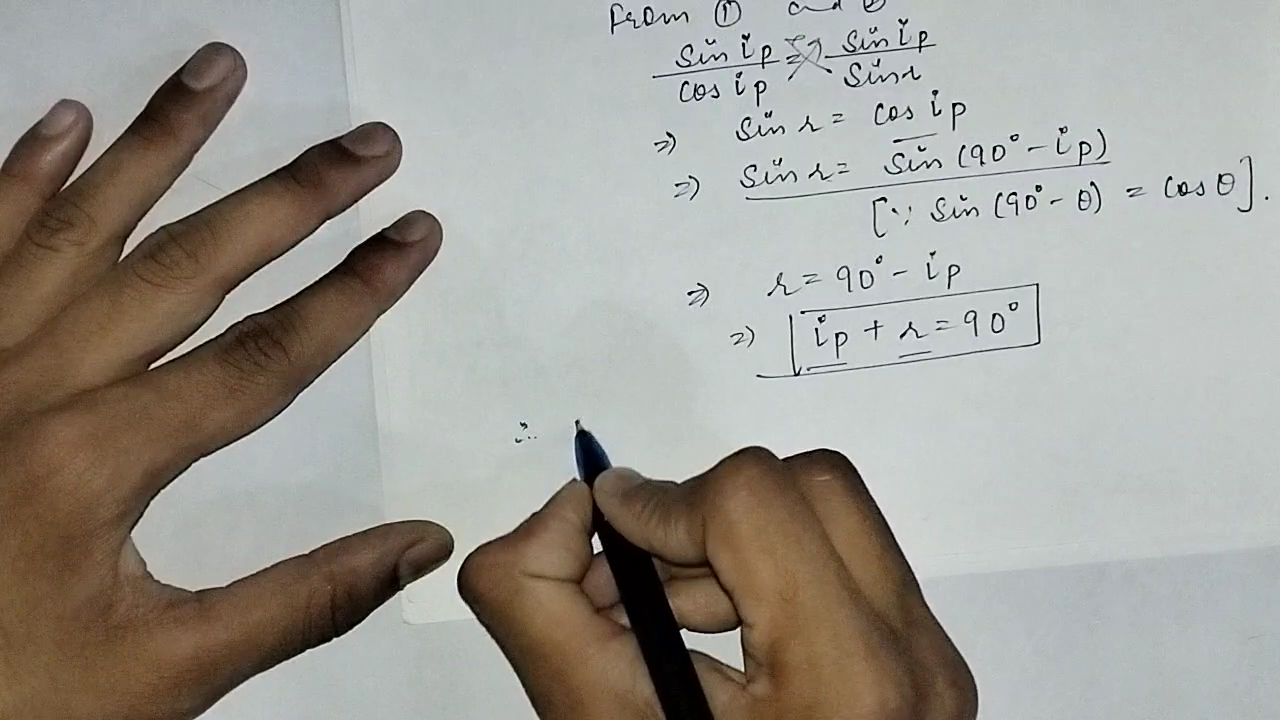 From ① and ②
sin ip / cos ip = sin ip / sin r
⇒ sin r = cos ip
⇒ sin r = sin (90° - ip)
[∵ sin (90° - θ) = cos θ].
⇒ r = 90° - ip
⇒ ip + r = 90°
∴